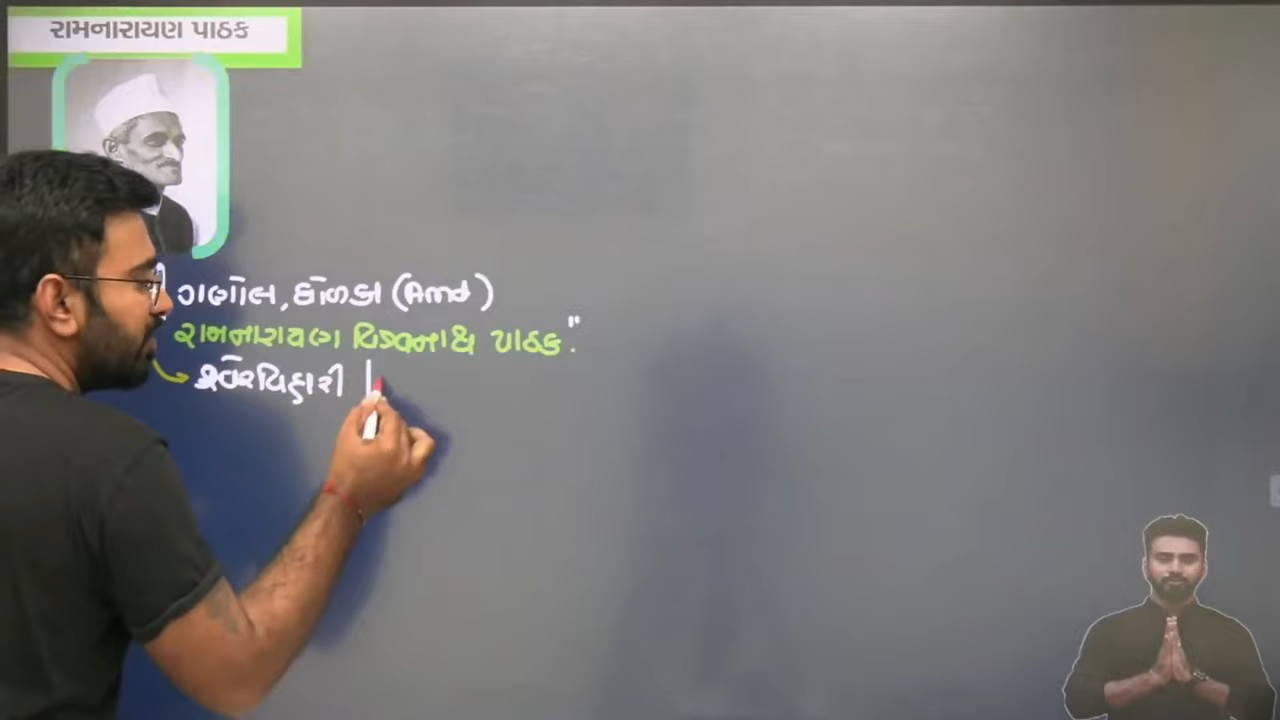 રામનારાયણ પાઠક
ગણોલ, ધોળકા (Amd)
રામનારાયણ વિશ્વનાથ પાઠક."
સ્વૈરવિહારી |